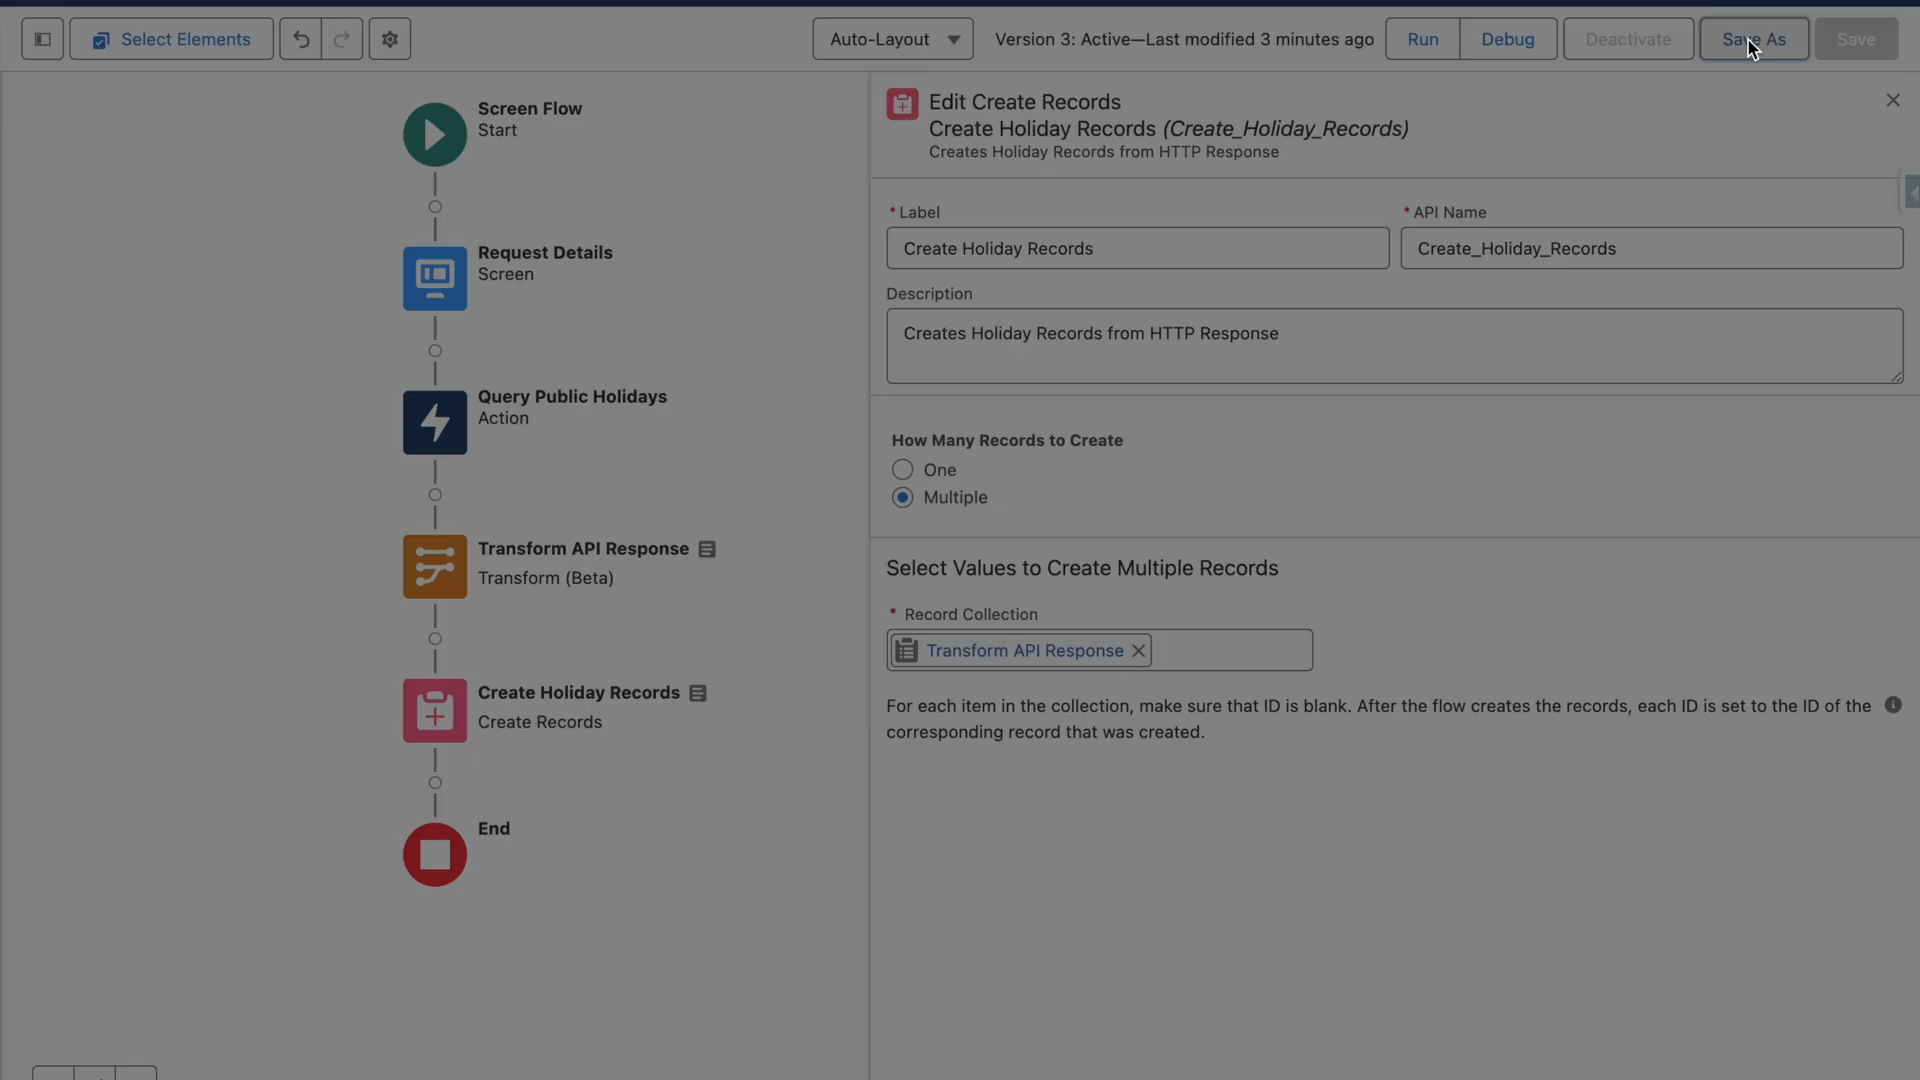 Select Elements
Auto-Layout
Version 3: Active—Last modified 3 minutes ago
Run
Debug
Deactivate
Save As
Save
Screen Flow
Start
Request Details
Screen
Query Public Holidays
Action
Transform API Response
Transform (Beta)
Create Holiday Records
Create Records
End
Edit Create Records
Create Holiday Records (Create_Holiday_Records)
Creates Holiday Records from HTTP Response
* Label
* API Name
Create Holiday Records
Create_Holiday_Records
Description
Creates Holiday Records from HTTP Response
How Many Records to Create
One
Multiple
Select Values to Create Multiple Records
* Record Collection
Transform API Response
For each item in the collection, make sure that ID is blank. After the flow creates the records, each ID is set to the ID of the
corresponding record that was created.